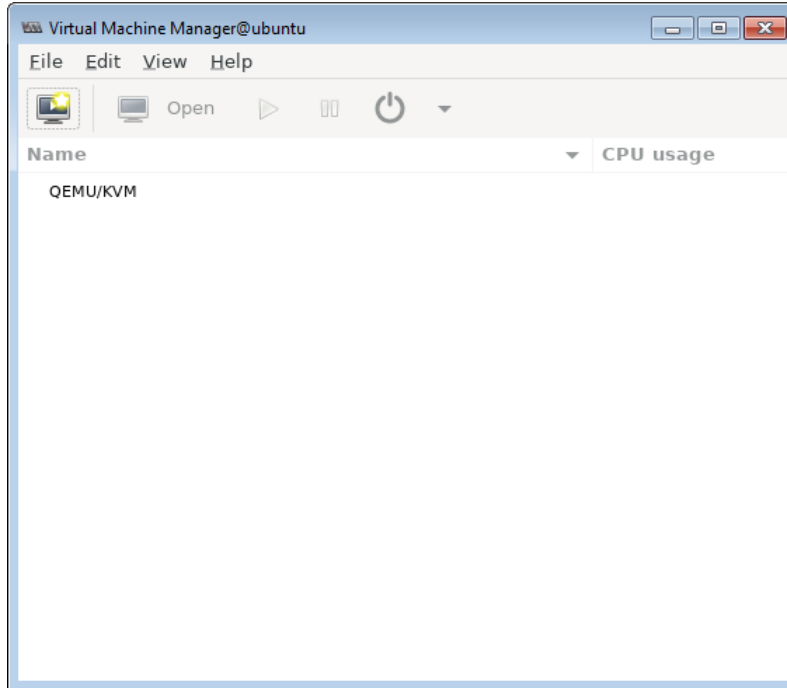 Virtual Machine Manager@ubuntu
File Edit View Help
Open
Name CPU usage
QEMU/KVM